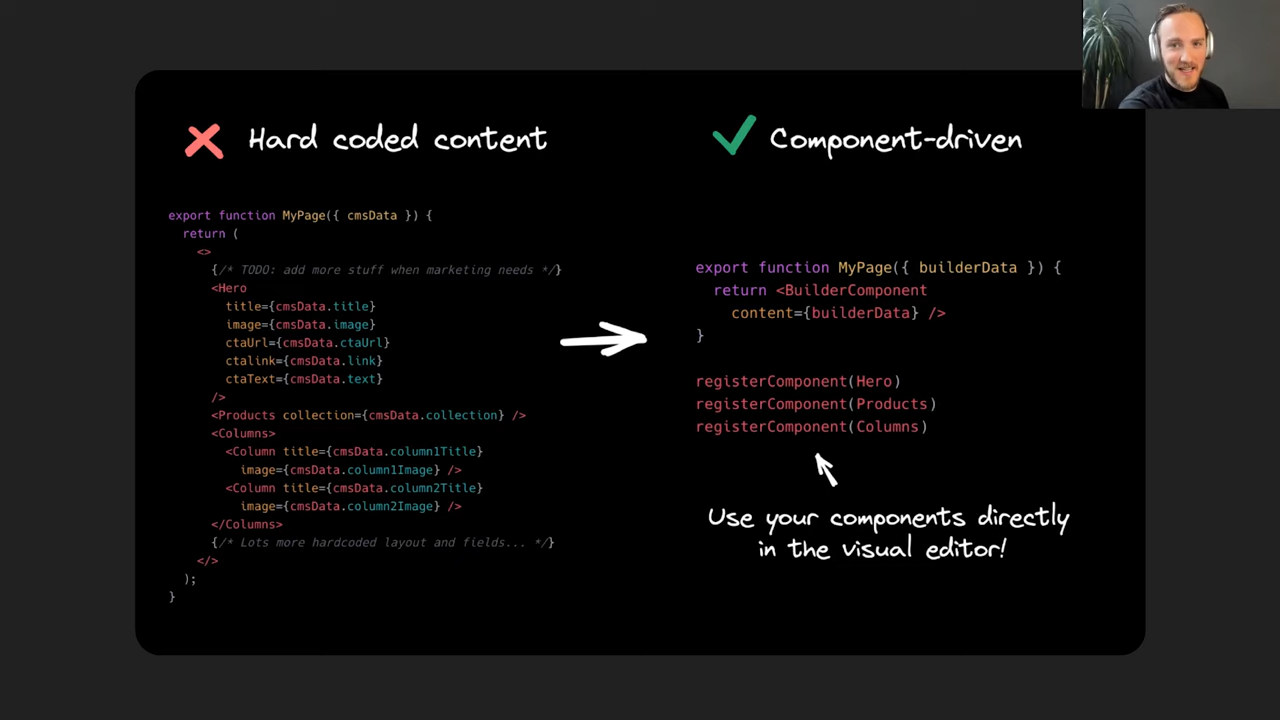 Hard coded content
export function MyPage({ cmsData }) {
return (
<>
{/* TODO: add more stuff when marketing needs */}
<Hero
title={cmsData.title}
image={cmsData.image}
ctaUrl={cmsData.ctaUrl}
ctalink={cmsData.link}
ctaText={cmsData.text}
/>
<Products collection={cmsData.collection} />
<Columns>
<Column title={cmsData.column1Title}
image={cmsData.column1Image} />
<Column title={cmsData.column2Title}
image={cmsData.column2Image} />
</Columns>
{/* Lots more hardcoded layout and fields... */}
</>
);
}
Component-driven
export function MyPage({ builderData }) {
return <BuilderComponent
content={builderData} />
}
registerComponent(Hero)
registerComponent(Products)
registerComponent(Columns)
Use your components directly
in the visual editor!